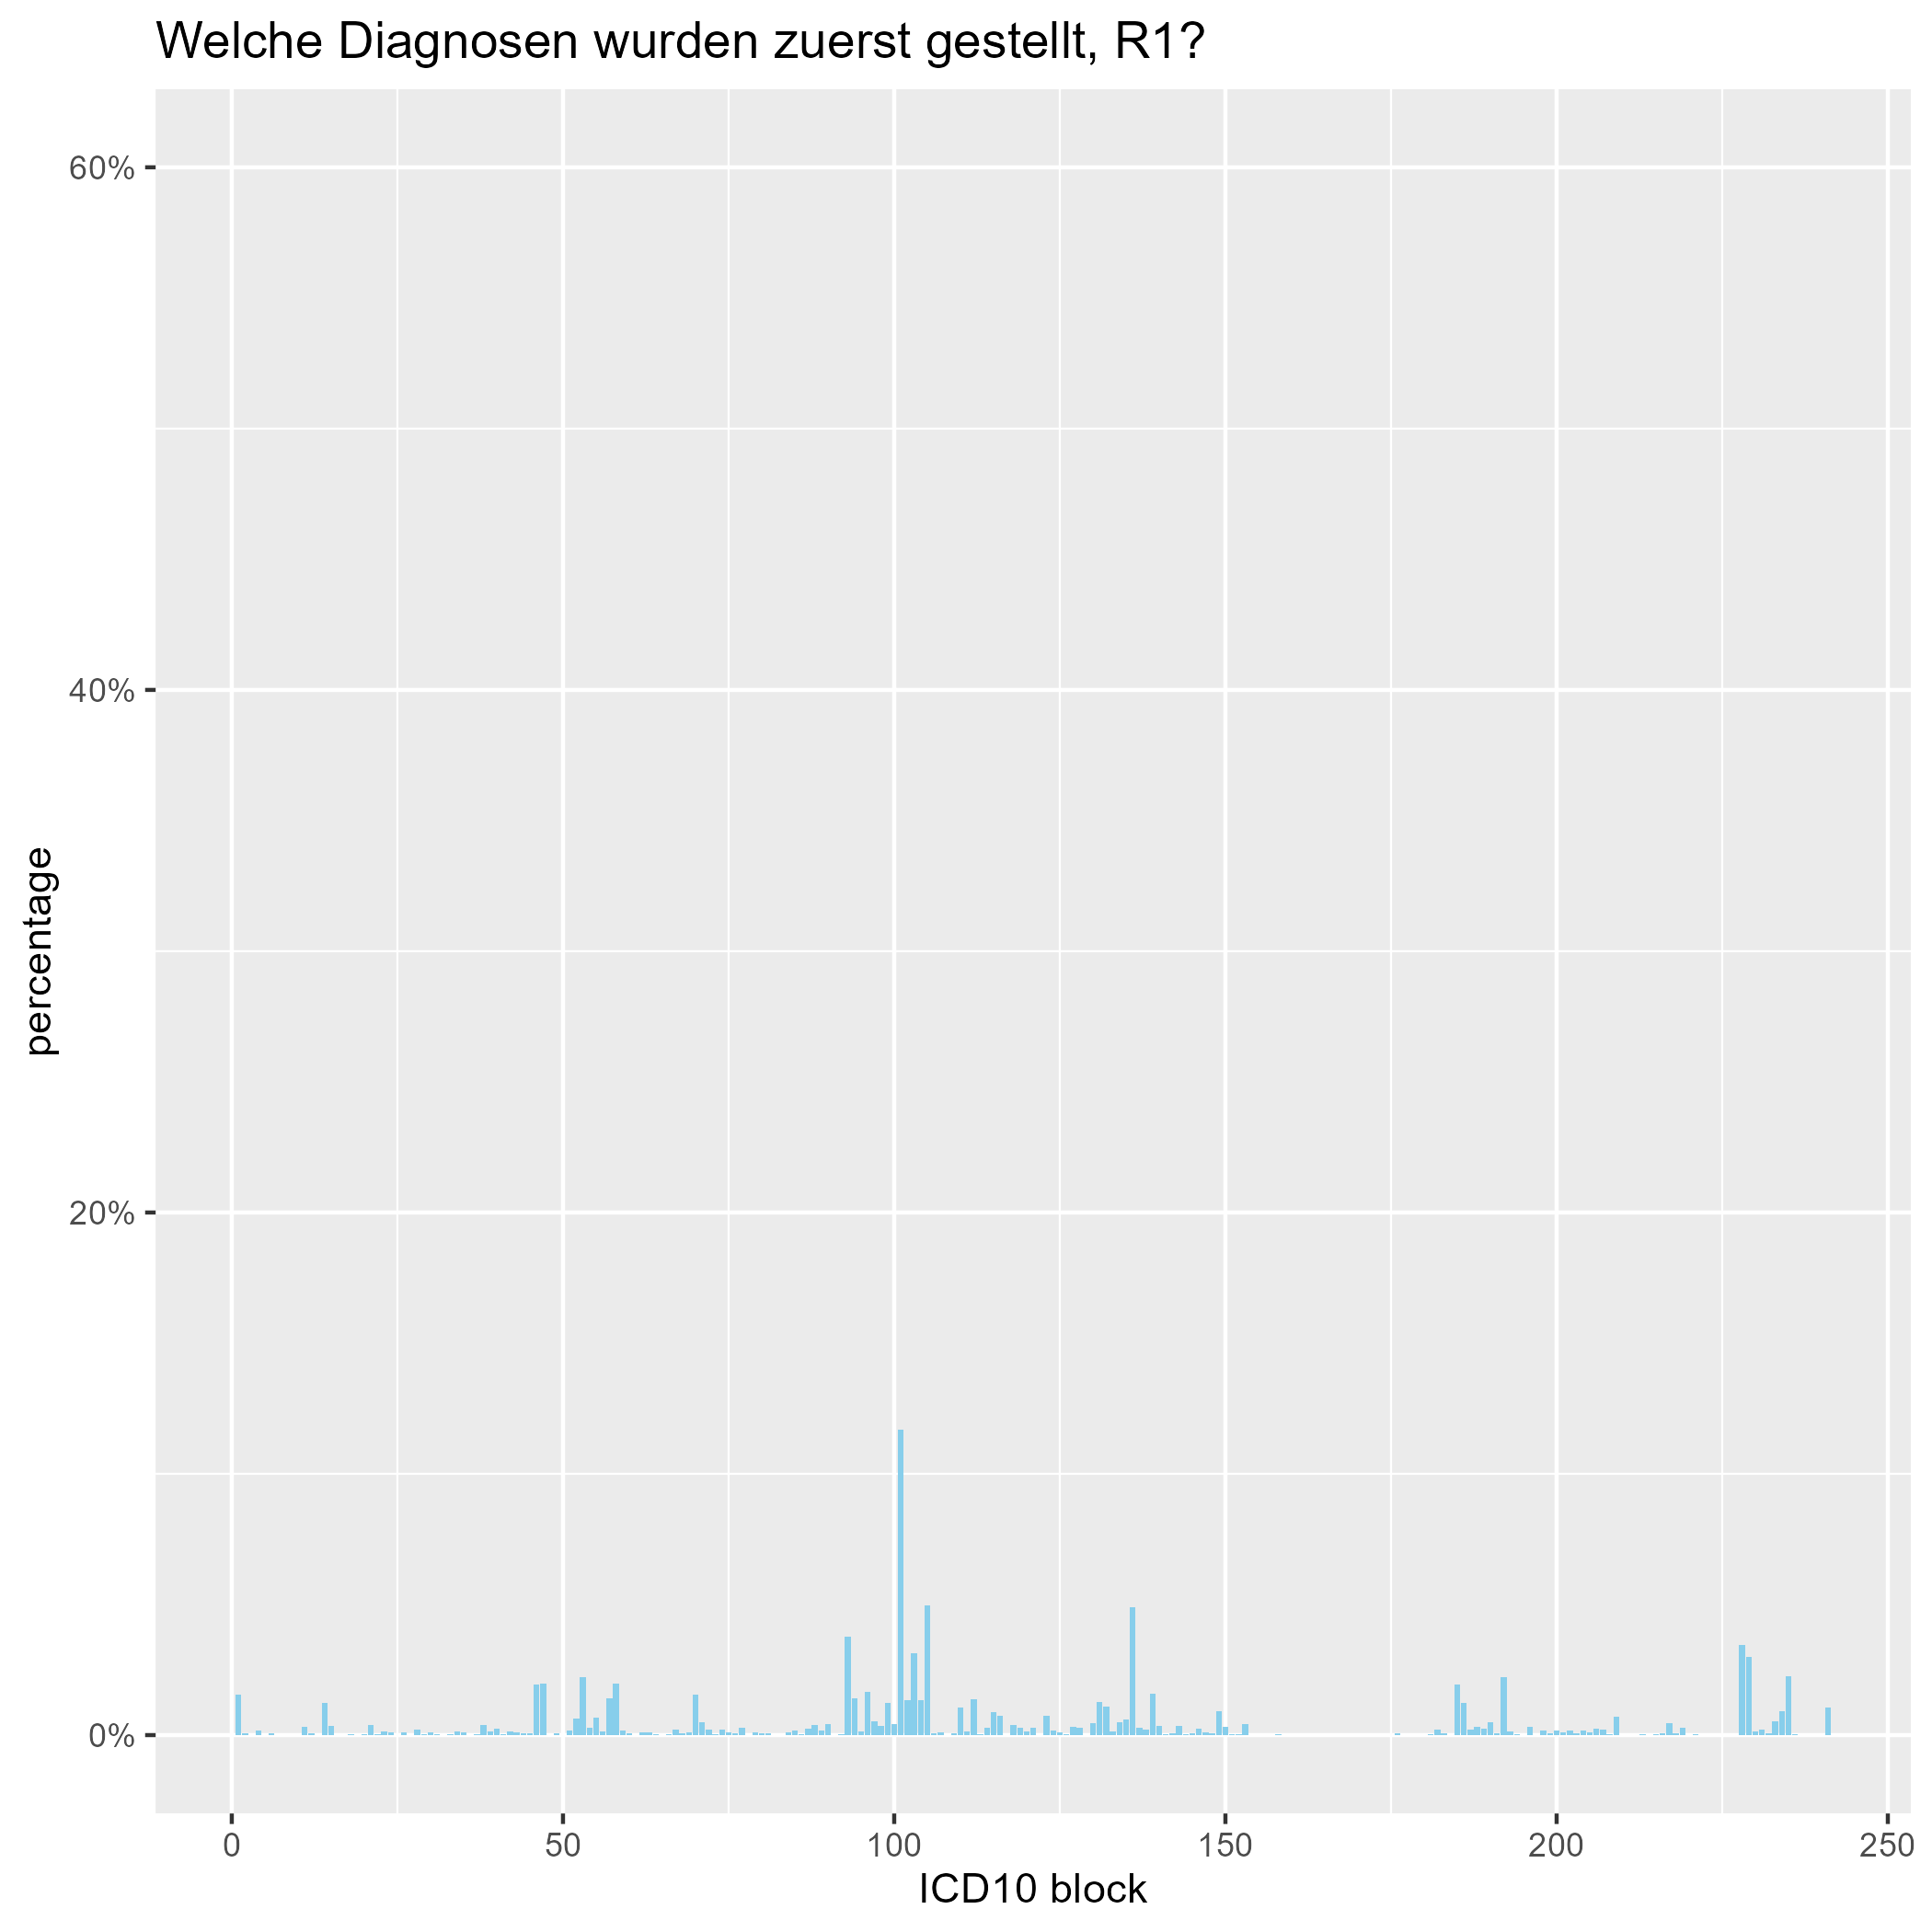 Welche Diagnosen wurden zuerst gestellt, R1?
percentage
60%
40%
20%
0%
0 50 100 150 200 250
ICD10 block